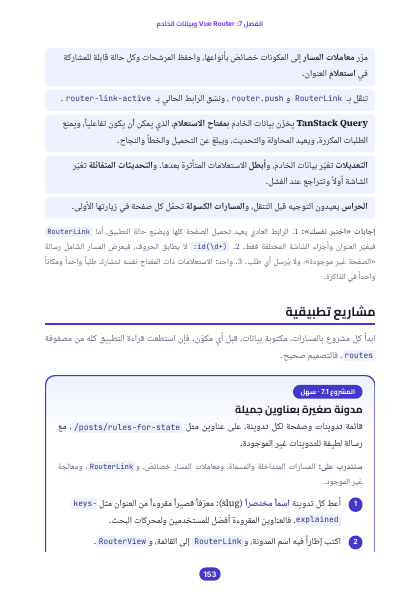 الفصل 7: Vue Router وبيانات الخادم
مرّر معاملات المسار إلى المكونات خصائصَ بأنواعها، واحفظ المرشحات وكل حالة قابلة للمشاركة
في استعلام العنوان.
تنقّل بـ RouterLink و router.push، ونسّق الرابط الحالي بـ router-link-active.
TanStack Query يخزّن بيانات الخادم بمفتاح الاستعلام، الذي يمكن أن يكون تفاعلياً، ويمنع
الطلبات المكررة، ويعيد المحاولة والتحديث، ويبلغ عن التحميل والخطأ والنجاح.
التعديلات تغيّر بيانات الخادم، وأبطل الاستعلامات المتأثرة بعدها، والتحديثات المتفائلة تغيّر
الشاشة أولاً وتتراجع عند الفشل.
الحراس يعيدون التوجيه قبل التنقل، والمسارات الكسولة تحمّل كل صفحة في زيارتها الأولى.
إجابات «اختبر نفسك»: 1. الرابط العادي يعيد تحميل الصفحة كلها ويضيّع حالة التطبيق، أما RouterLink
فيغيّر العنوان وأجزاء الشاشة المختلفة فقط. 2. :id(\d+) لا يطابق الحروف، فيعرض المسار الشامل رسالة
«الصفحة غير موجودة»، ولا يُرسل أي طلب. 3. واحد: الاستعلامات ذات المفتاح نفسه تتشارك طلباً واحداً ومكاناً
واحداً في الذاكرة.
مشاريع تطبيقية
ابدأ كل مشروع بالمسارات، مكتوبة بيانات، قبل أي مكوّن. فإن استطعت قراءة التطبيق كله من مصفوفة
routes، فالتصميم صحيح.
المشروع 7.1 · سهل
مدونة صغيرة بعناوين جميلة
قائمة تدوينات وصفحة لكل تدوينة، على عناوين مثل /posts/rules-for-state، مع
رسالة لطيفة للتدوينات غير الموجودة.
ستتدرب على: المسارات المتداخلة والمسماة، ومعاملات المسار خصائص، و RouterLink، ومعالجة
غير الموجود.
1 أعطِ كل تدوينة اسماً مختصراً (slug): معرّفاً قصيراً مقروءاً من العنوان مثل keys-
explained. فالعناوين المقروءة أفضل للمستخدمين ولمحركات البحث.
2 اكتب إطاراً فيه اسم المدونة، و RouterLink إلى القائمة، و RouterView.
153